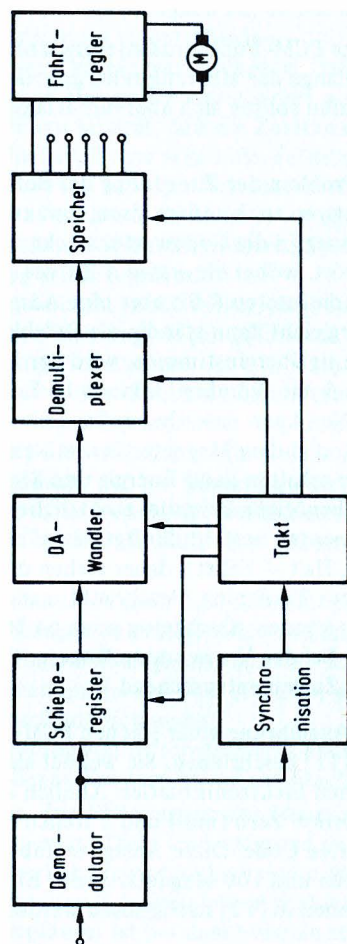 Demo-
dulator
Schiebe-
register
DA-
Wandler
Demulti-
plexer
Speicher
Fahrt-
regler
M
Synchro-
nisation
Takt